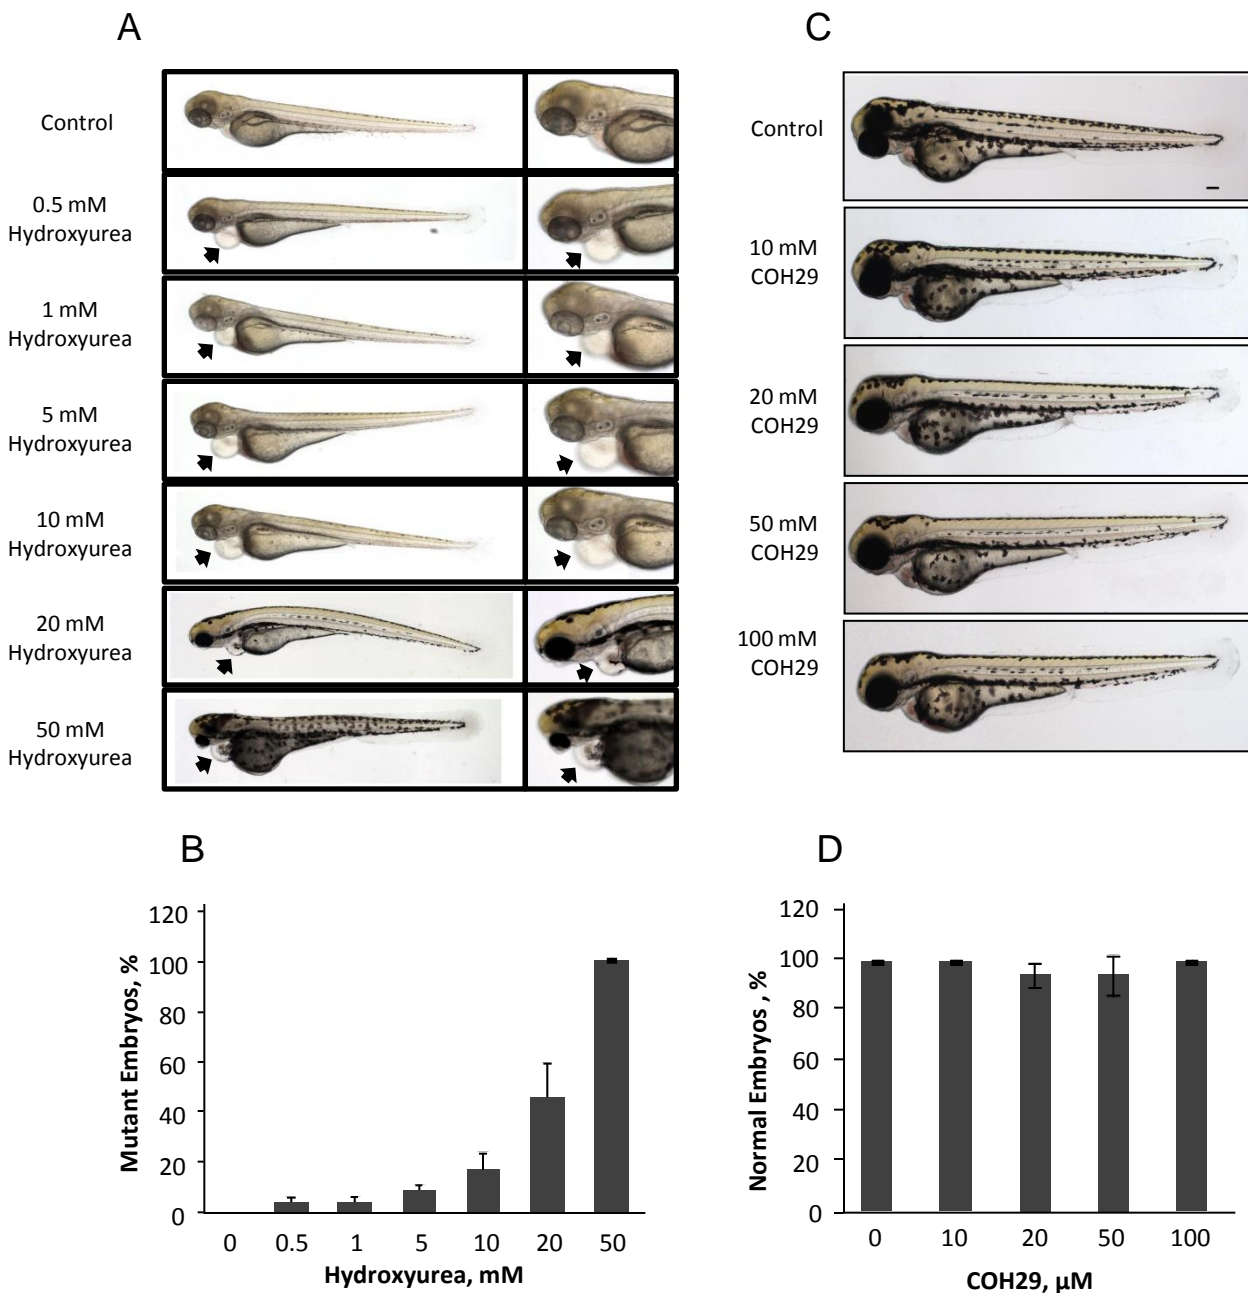 A
Control
0.5 mM
Hydroxyurea
1 mM
Hydroxyurea
5 mM
Hydroxyurea
10 mM
Hydroxyurea
20 mM
Hydroxyurea
50 mM
Hydroxyurea
C
Control
10 mM
COH29
20 mM
COH29
50 mM
COH29
100 mM
COH29
B
Mutant Embryos, %
120
100
80
60
40
20
0
0 0.5 1 5 10 20 50
Hydroxyurea, mM
D
Normal Embryos , %
120
100
80
60
40
20
0
0 10 20 50 100
COH29, µM